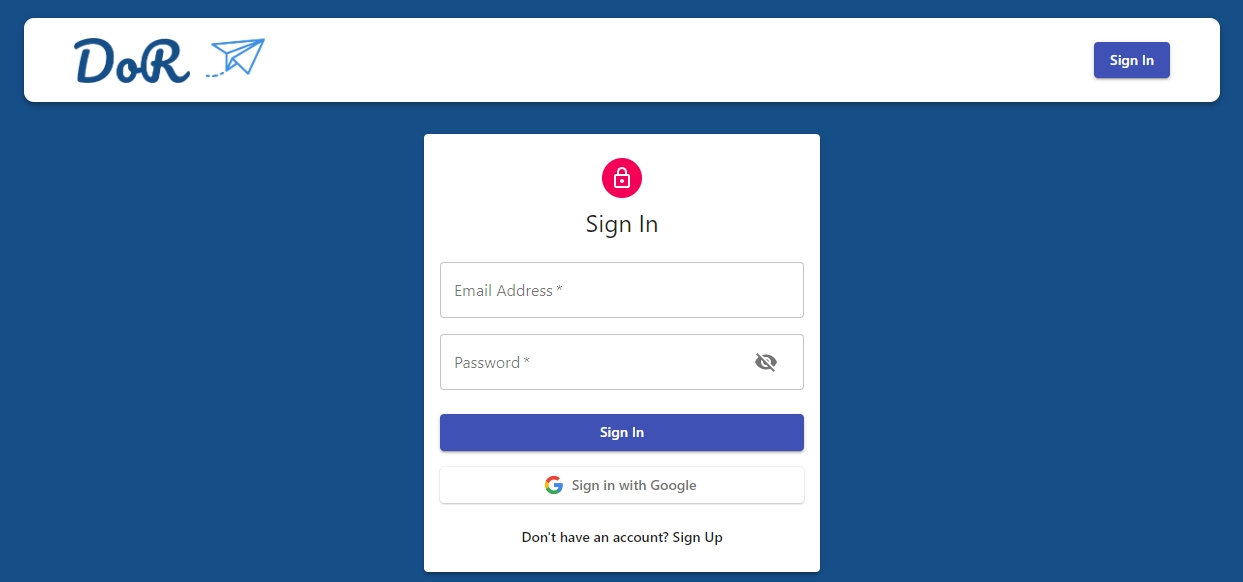 DoR
Sign In
Sign In
Email Address *
Password *
Sign In
Sign in with Google
Don't have an account? Sign Up